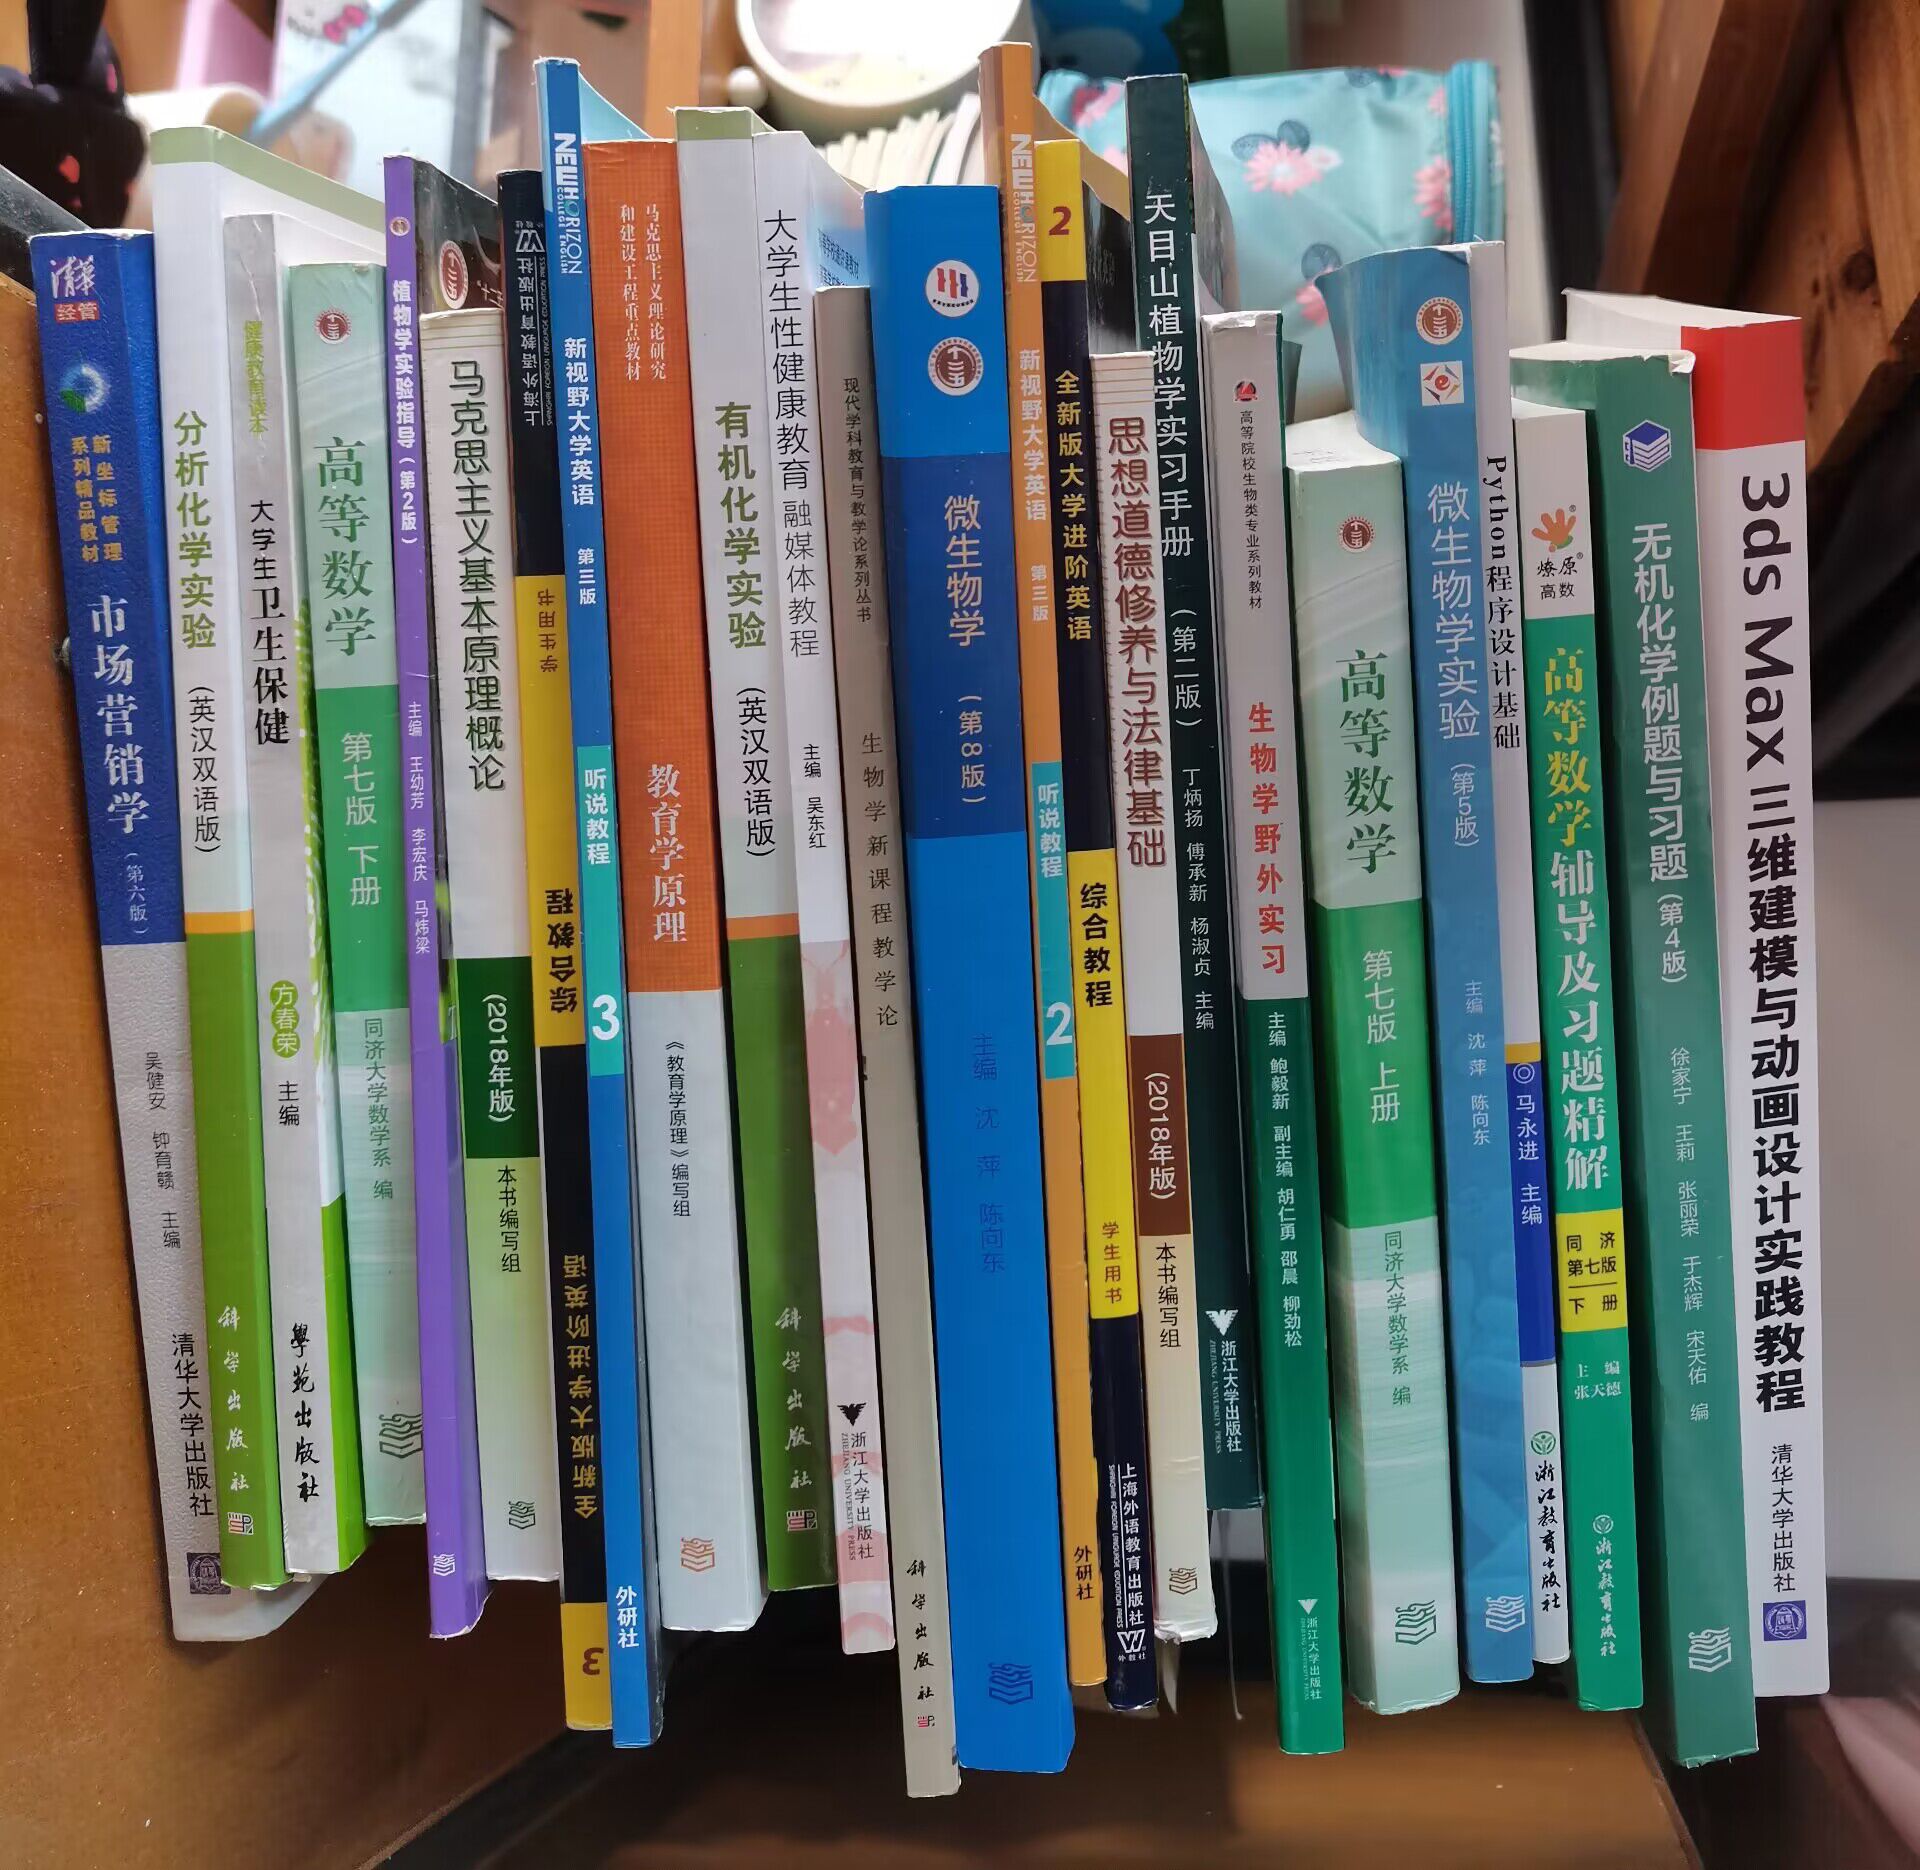 清华
经管
新坐标管理
系列精品教材
市场营销学
(第六版)
吴健安 钟育赣 主编
清华大学出版社
分析化学实验
(英汉双语版)
科学出版社
健康教育读本
大学生卫生保健
方春荣 主编
學苑出版社
高等数学
第七版 下册
同济大学数学系 编
植物学实验指导(第2版)
主编 王幼芳 李宏庆 马炜梁
马克思主义基本原理概论
(2018年版)
本书编写组
外教社
上海外语教育出版社
SHANGHAI FOREIGN LANGUAGE EDUCATION PRESS
学生用书
综合教程
全新版大学进阶英语
3
NEW HORIZON
COLLEGE ENGLISH
新视野大学英语
第三版
听说教程
3
外研社
马克思主义理论研究
和建设工程重点教材
教育学原理
《教育学原理》编写组
有机化学实验
(英汉双语版)
科学出版社
大学生性健康教育融媒体教程
主编 吴东红
浙江大学出版社
ZHEJIANG UNIVERSITY PRESS
现代学科教育与教学论系列丛书
生物学新课程教学论
科学出版社
微生物学
(第8版)
主编 沈萍 陈向东
NEW HORIZON
COLLEGE ENGLISH
新视野大学英语
第三版
听说教程
2
外研社
2
全新版大学进阶英语
综合教程
学生用书
上海外语教育出版社
SHANGHAI FOREIGN LANGUAGE EDUCATION PRESS
外教社
思想道德修养与法律基础
(2018年版)
本书编写组
天目山植物学实习手册
(第二版)
丁炳扬 傅承新 杨淑贞 主编
浙江大学出版社
ZHEJIANG UNIVERSITY PRESS
高等院校生物类专业系列教材
生物学野外实习
主编 鲍毅新 副主编 胡仁勇 邵晨 柳劲松
浙江大学出版社
高等数学
第七版 上册
同济大学数学系 编
微生物学实验
(第5版)
主编 沈萍 陈向东
Python程序设计基础
马永进 主编
浙江教育出版社
燎原
高数
高等数学辅导及习题精解
同济
第七版
下册
主编
张天德
浙江教育出版社
无机化学例题与习题
(第4版)
徐家宁 王莉 张丽荣 于杰辉 宋天佑 编
3ds Max 三维建模与动画设计实践教程
清华大学出版社